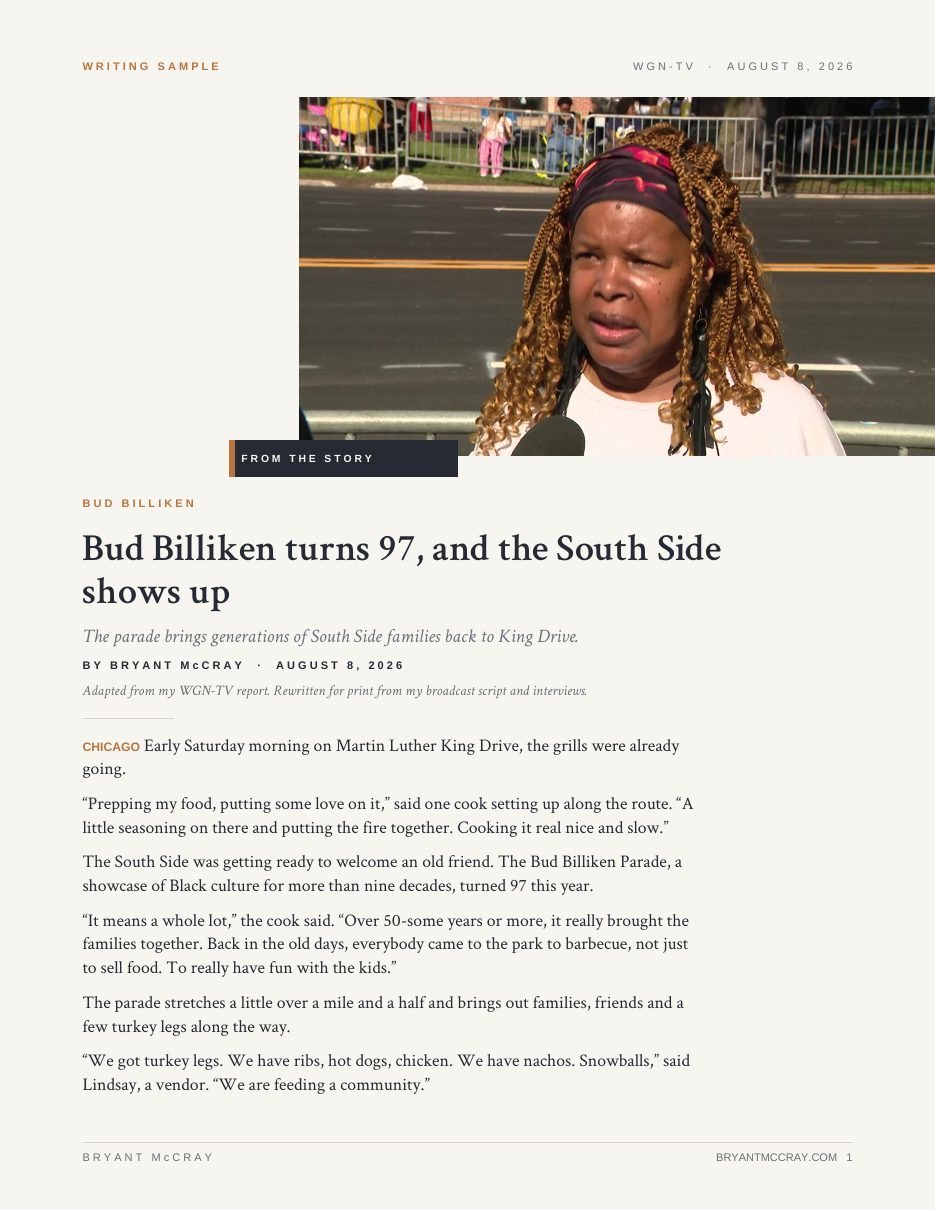 WRITING SAMPLE
WGN-TV · AUGUST 8, 2026
FROM THE STORY
BUD BILLIKEN
Bud Billiken turns 97, and the South Side
shows up
The parade brings generations of South Side families back to King Drive.
BY BRYANT McCRAY · AUGUST 8, 2026
Adapted from my WGN-TV report. Rewritten for print from my broadcast script and interviews.
CHICAGO Early Saturday morning on Martin Luther King Drive, the grills were already
going.
“Prepping my food, putting some love on it,” said one cook setting up along the route. “A
little seasoning on there and putting the fire together. Cooking it real nice and slow.”
The South Side was getting ready to welcome an old friend. The Bud Billiken Parade, a
showcase of Black culture for more than nine decades, turned 97 this year.
“It means a whole lot,” the cook said. “Over 50-some years or more, it really brought the
families together. Back in the old days, everybody came to the park to barbecue, not just
to sell food. To really have fun with the kids.”
The parade stretches a little over a mile and a half and brings out families, friends and a
few turkey legs along the way.
“We got turkey legs. We have ribs, hot dogs, chicken. We have nachos. Snowballs,” said
Lindsay, a vendor. “We are feeding a community.”
BRYANT McCRAY
BRYANTMCCRAY.COM 1